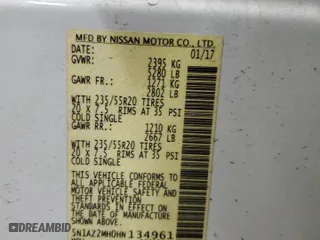 MFD BY NISSAN MOTOR CO., LTD.
DATE: 01/17
GVWR: 2395 KG
5280 LB
GAWR FR.: 1271 KG
2802 LB
WITH 235/55R20 TIRES
20 X 7.5 RIMS AT 35 PSI
COLD SINGLE
GAWR RR.: 1210 KG
2667 LB
WITH 235/55R20 TIRES
20 X 7.5 RIMS AT 35 PSI
COLD SINGLE
THIS VEHICLE CONFORMS TO ALL
APPLICABLE FEDERAL
MOTOR VEHICLE SAFETY AND
THEFT PREVENTION
STANDARDS IN EFFECT ON THE
DATE OF MANUFACTURE
SHOWN ABOVE.
5N1AZ2MH0HN134961
AUTOHELPERBOT.COM